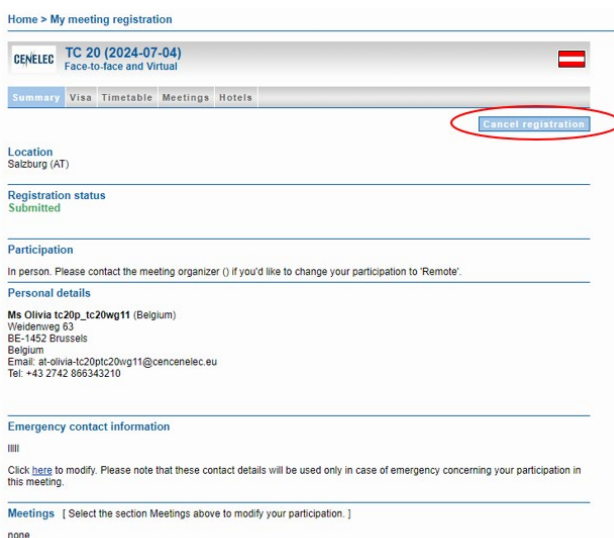 Home > My meeting registration
CENELEC
TC 20 (2024-07-04)
Face-to-face and Virtual
Summary Visa Timetable Meetings Hotels
Cancel registration
Location
Salzburg (AT)
Registration status
Submitted
Participation
In person. Please contact the meeting organizer () if you'd like to change your participation to 'Remote'.
Personal details
Ms Olivia tc20p_tc20wg11 (Belgium)
Weidenweg 63
BE-1452 Brussels
Belgium
Email: at-olivia-tc20ptc20wg11@cencenelec.eu
Tel: +43 2742 866343210
Emergency contact information
lllll
Click here to modify. Please note that these contact details will be used only in case of emergency concerning your participation in
this meeting.
Meetings [ Select the section Meetings above to modify your participation. ]
none